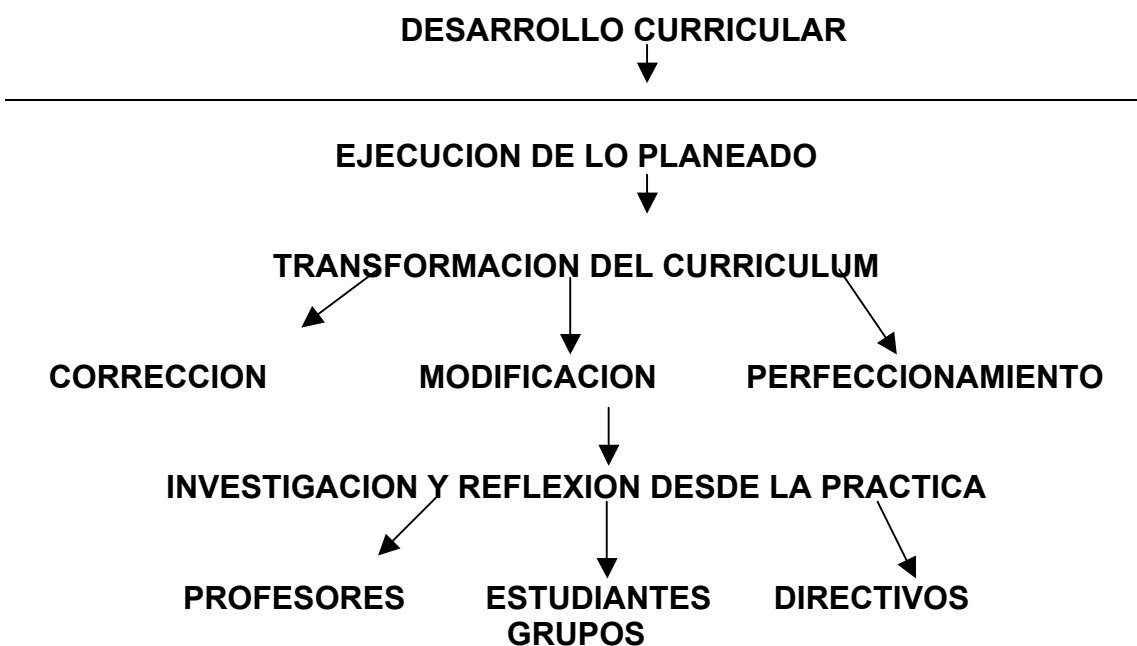 DESARROLLO CURRICULAR
EJECUCION DE LO PLANEADO
TRANSFORMACION DEL CURRICULUM
CORRECCION MODIFICACION PERFECCIONAMIENTO
INVESTIGACION Y REFLEXION DESDE LA PRACTICA
PROFESORES ESTUDIANTES DIRECTIVOS
GRUPOS